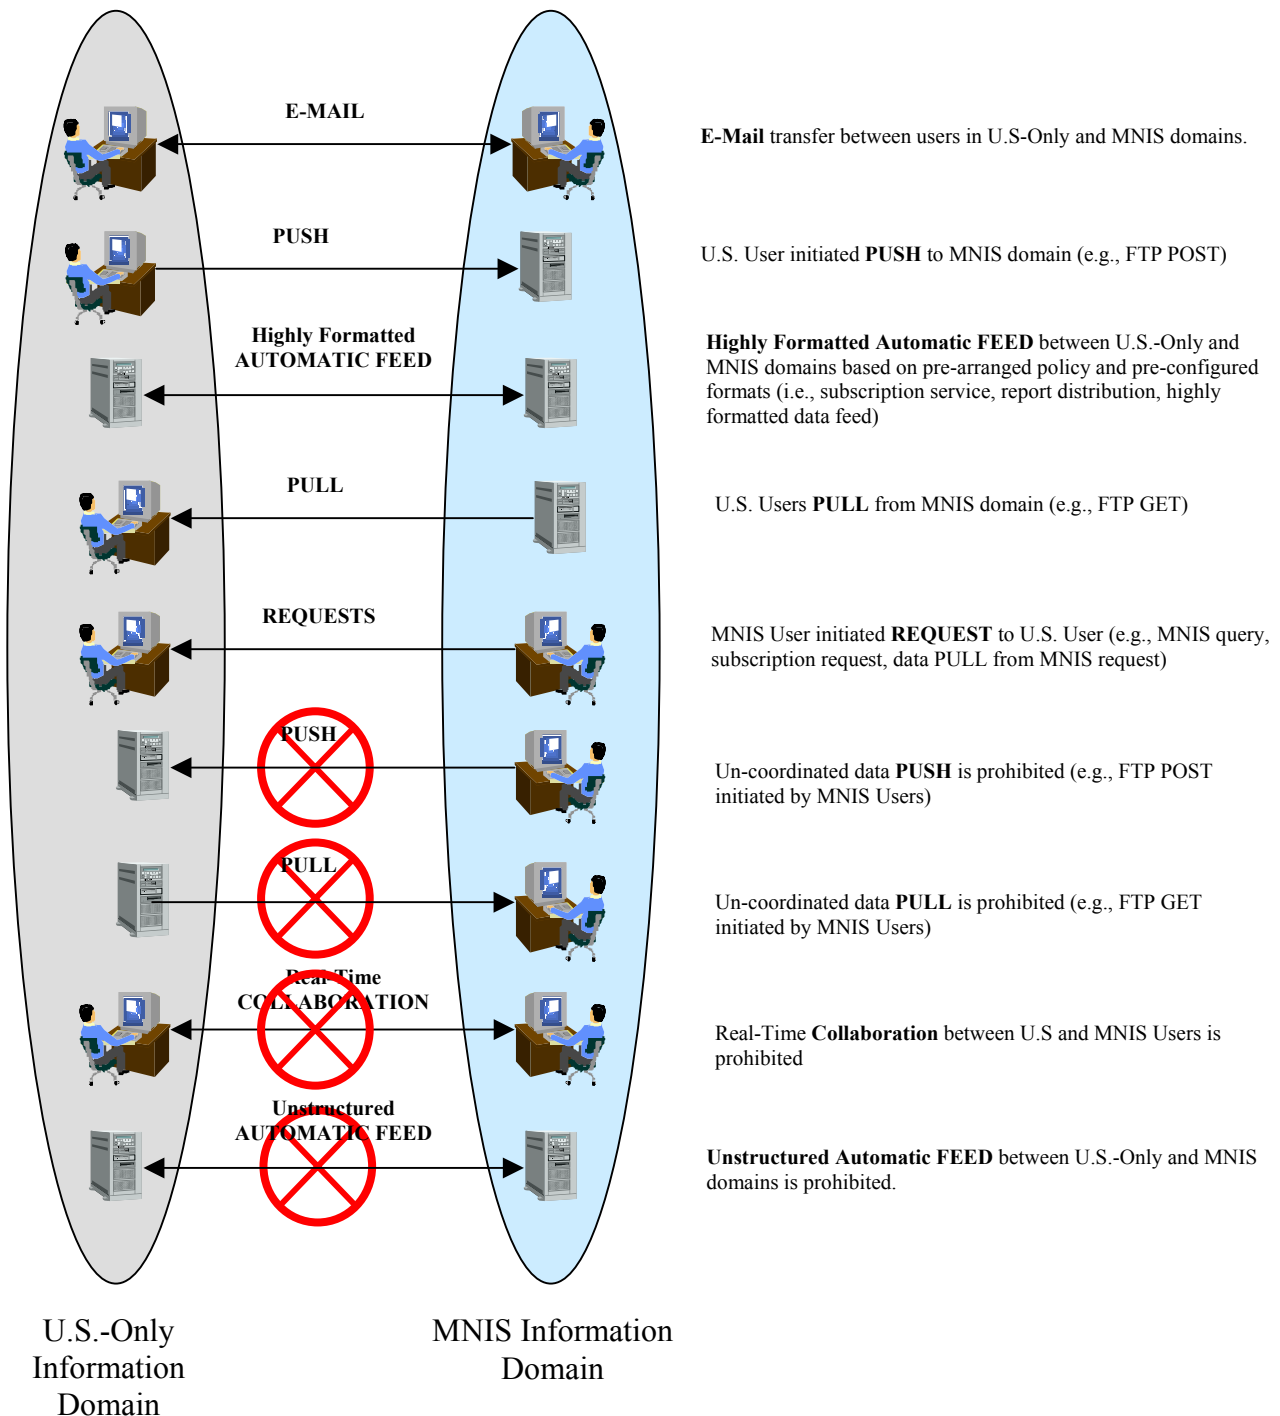 E-MAIL
E-Mail transfer between users in U.S-Only and MNIS domains.
PUSH
U.S. User initiated PUSH to MNIS domain (e.g., FTP POST)
Highly Formatted
AUTOMATIC FEED
Highly Formatted Automatic FEED between U.S.-Only and
MNIS domains based on pre-arranged policy and pre-configured
formats (i.e., subscription service, report distribution, highly
formatted data feed)
PULL
U.S. Users PULL from MNIS domain (e.g., FTP GET)
REQUESTS
MNIS User initiated REQUEST to U.S. User (e.g., MNIS query,
subscription request, data PULL from MNIS request)
PUSH
Un-coordinated data PUSH is prohibited (e.g., FTP POST
initiated by MNIS Users)
PULL
Un-coordinated data PULL is prohibited (e.g., FTP GET
initiated by MNIS Users)
Real-Time
COLLABORATION
Real-Time Collaboration between U.S and MNIS Users is
prohibited
Unstructured
AUTOMATIC FEED
Unstructured Automatic FEED between U.S.-Only and MNIS
domains is prohibited.
U.S.-Only
Information
Domain
MNIS Information
Domain